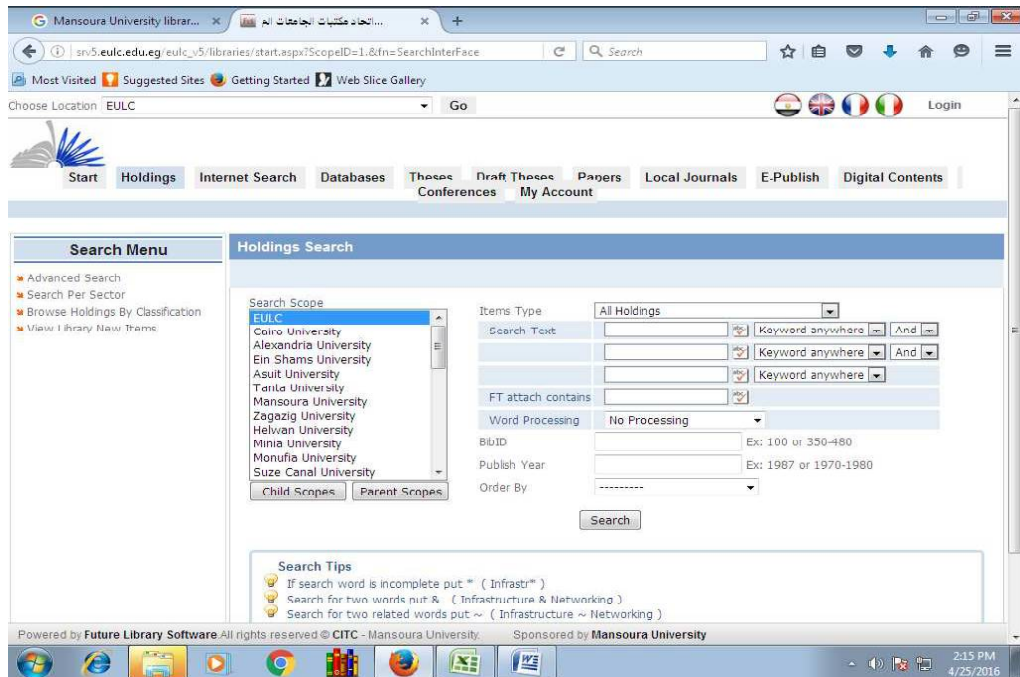 Mansoura University librar...
اتحاد مكتبات الجامعات الم...
srv5.eulc.edu.eg/eulc_v5/libraries/start.aspx?ScopeID=1.&fn=SearchInterFace
Search
Most Visited Suggested Sites Getting Started Web Slice Gallery
Choose Location EULC Go Login
Start Holdings Internet Search Databases Theses Draft Theses Papers Local Journals E-Publish Digital Contents
Conferences My Account
Search Menu
Advanced Search
Search Per Sector
Browse Holdings By Classification
View Library New Items
Holdings Search
Search Scope
EULC
Cairo University
Alexandria University
Ein Shams University
Asuit University
Tanta University
Mansoura University
Zagazig University
Helwan University
Minia University
Monufia University
Suze Canal University
Child Scopes Parent Scopes
Items Type All Holdings
Search Text Keyword anywhere And
Keyword anywhere And
Keyword anywhere
FT attach contains
Word Processing No Processing
BibID Ex: 100 or 350-480
Publish Year Ex: 1987 or 1970-1980
Order By ---------
Search
Search Tips
If search word is incomplete put * ( Infrastr* )
Search for two words put & ( Infrastructure & Networking )
Search for two related words put ~ ( Infrastructure ~ Networking )
Powered by Future Library Software.All rights reserved © CITC - Mansoura University. Sponsored by Mansoura University
2:15 PM
4/25/2016